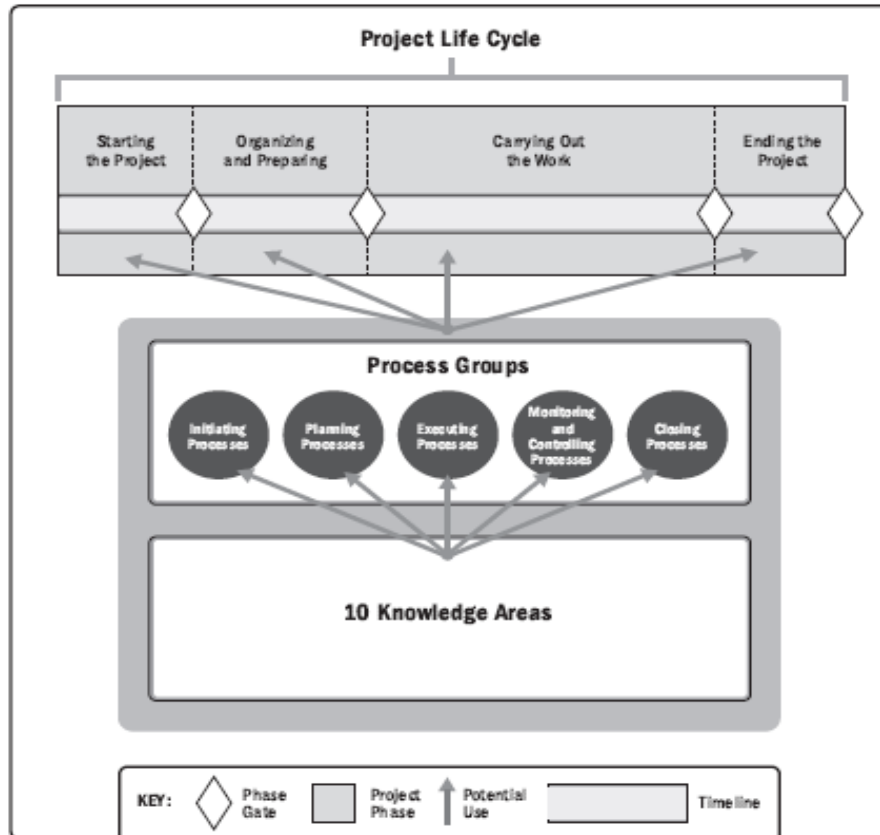 Project Life Cycle
Starting
the Project
Organizing
and Preparing
Carrying Out
the Work
Ending the
Project
Process Groups
Initiating
Processes
Planning
Processes
Executing
Processes
Monitoring
and
Controlling
Processes
Closing
Processes
10 Knowledge Areas
KEY:
Phase
Gate
Project
Phase
Potential
Use
Timeline